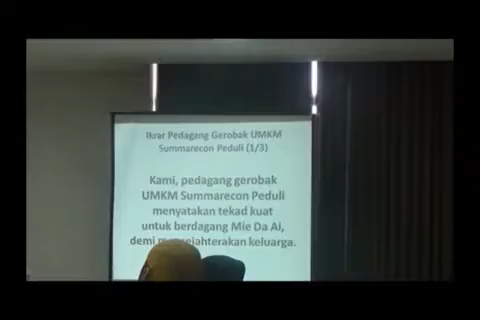 Ikrar Pedagang Gerobak UMKM
Summarecon Peduli (1/3)
Kami, pedagang gerobak
UMKM Summarecon Peduli
menyatakan tekad kuat
untuk berdagang Mie Da Ai,
demi keluarga.